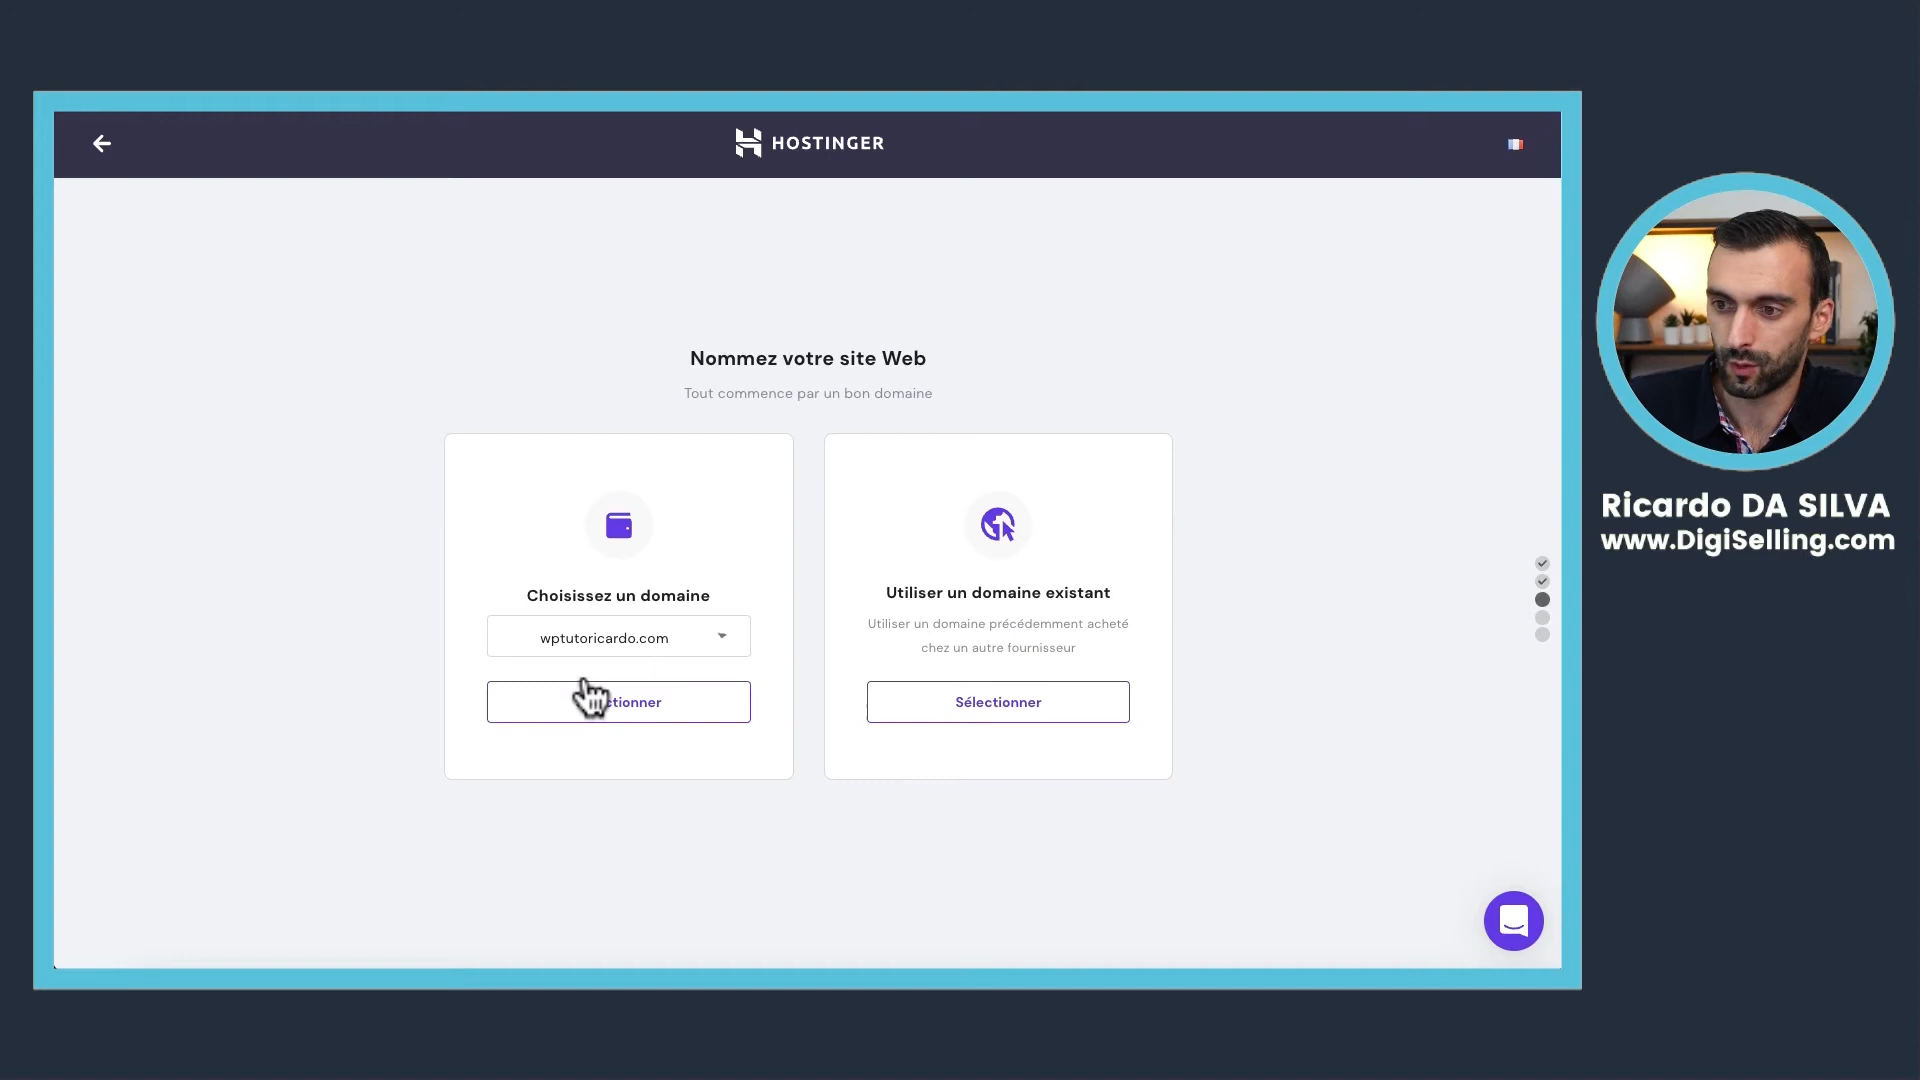 HOSTINGER
Nommez votre site Web
Tout commence par un bon domaine
Choisissez un domaine
wptutoricardo.com
ctionner
Utiliser un domaine existant
Utiliser un domaine précédemment acheté
chez un autre fournisseur
Sélectionner
Ricardo DA SILVA
www.DigiSelling.com